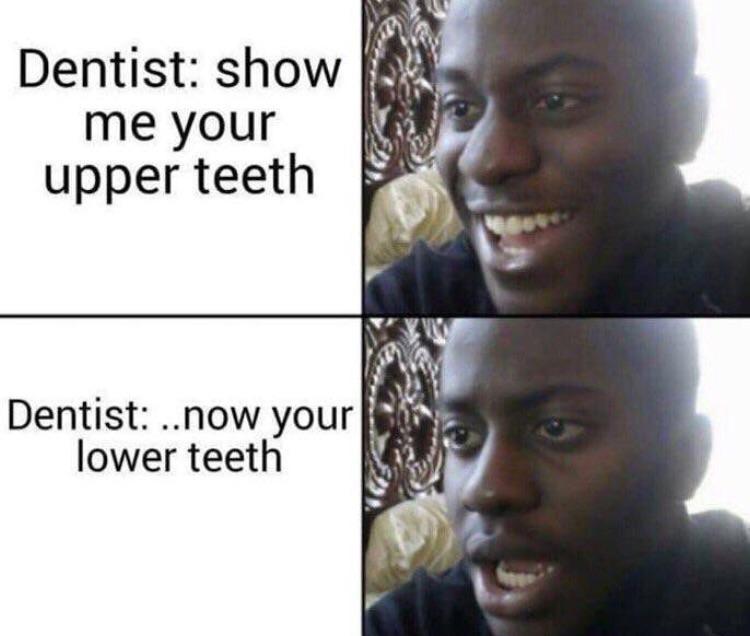 Dentist: show
me your
upper teeth
Dentist: ..now your
lower teeth